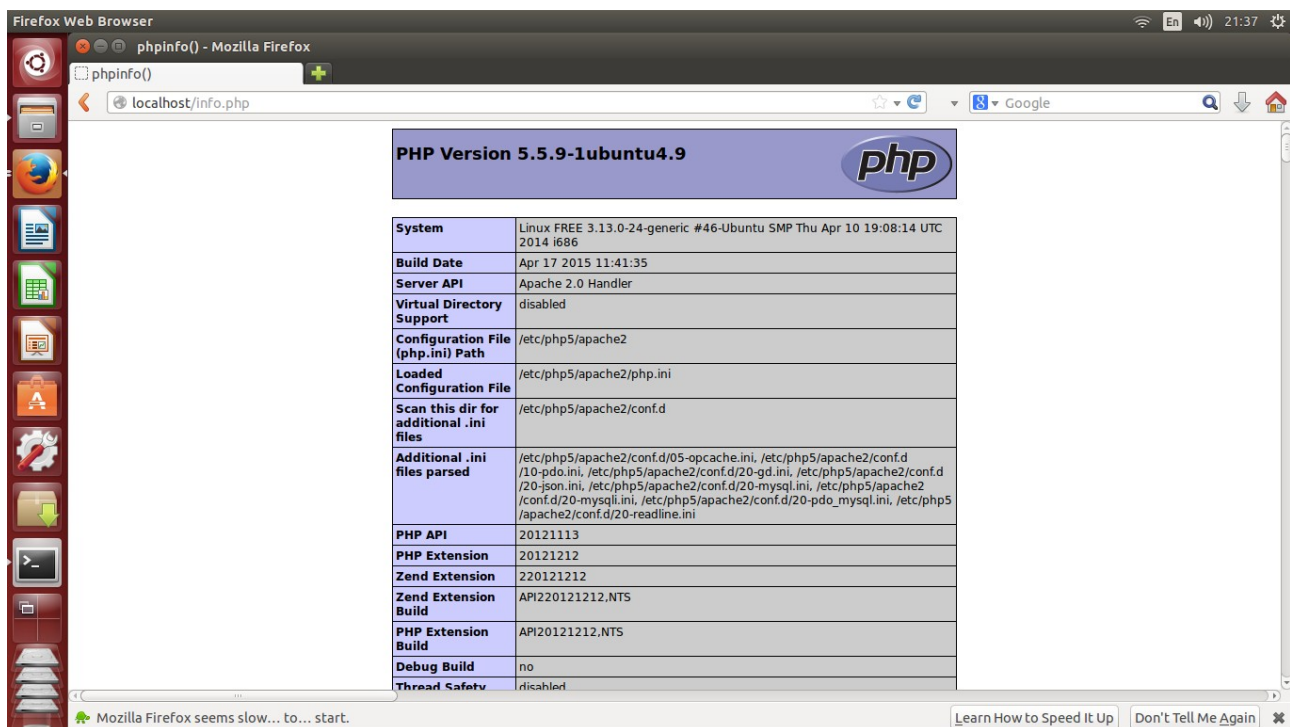 Firefox Web Browser
En
21:37
phpinfo() - Mozilla Firefox
phpinfo()
localhost/info.php
8
Google
PHP Version 5.5.9-1ubuntu4.9
php
System
Linux FREE 3.13.0-24-generic #46-Ubuntu SMP Thu Apr 10 19:08:14 UTC
2014 i686
Build Date
Apr 17 2015 11:41:35
Server API
Apache 2.0 Handler
Virtual Directory
Support
disabled
Configuration File
(php.ini) Path
/etc/php5/apache2
Loaded
Configuration File
/etc/php5/apache2/php.ini
Scan this dir for
additional .ini
files
/etc/php5/apache2/conf.d
Additional .ini
files parsed
/etc/php5/apache2/conf.d/05-opcache.ini, /etc/php5/apache2/conf.d
/10-pdo.ini, /etc/php5/apache2/conf.d/20-gd.ini, /etc/php5/apache2/conf.d
/20-json.ini, /etc/php5/apache2/conf.d/20-mysql.ini, /etc/php5/apache2
/conf.d/20-mysqli.ini, /etc/php5/apache2/conf.d/20-pdo_mysql.ini, /etc/php5
/apache2/conf.d/20-readline.ini
PHP API
20121113
PHP Extension
20121212
Zend Extension
220121212
Zend Extension
Build
API220121212,NTS
PHP Extension
Build
API20121212,NTS
Debug Build
no
Thread Safety
disabled
Mozilla Firefox seems slow... to... start.
Learn How to Speed It Up
Don't Tell Me Again